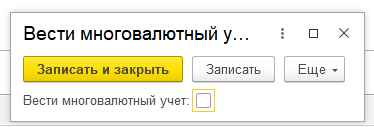 Вести многовалютный у...
Записать и закрыть Записать Еще
Вести многовалютный учет: